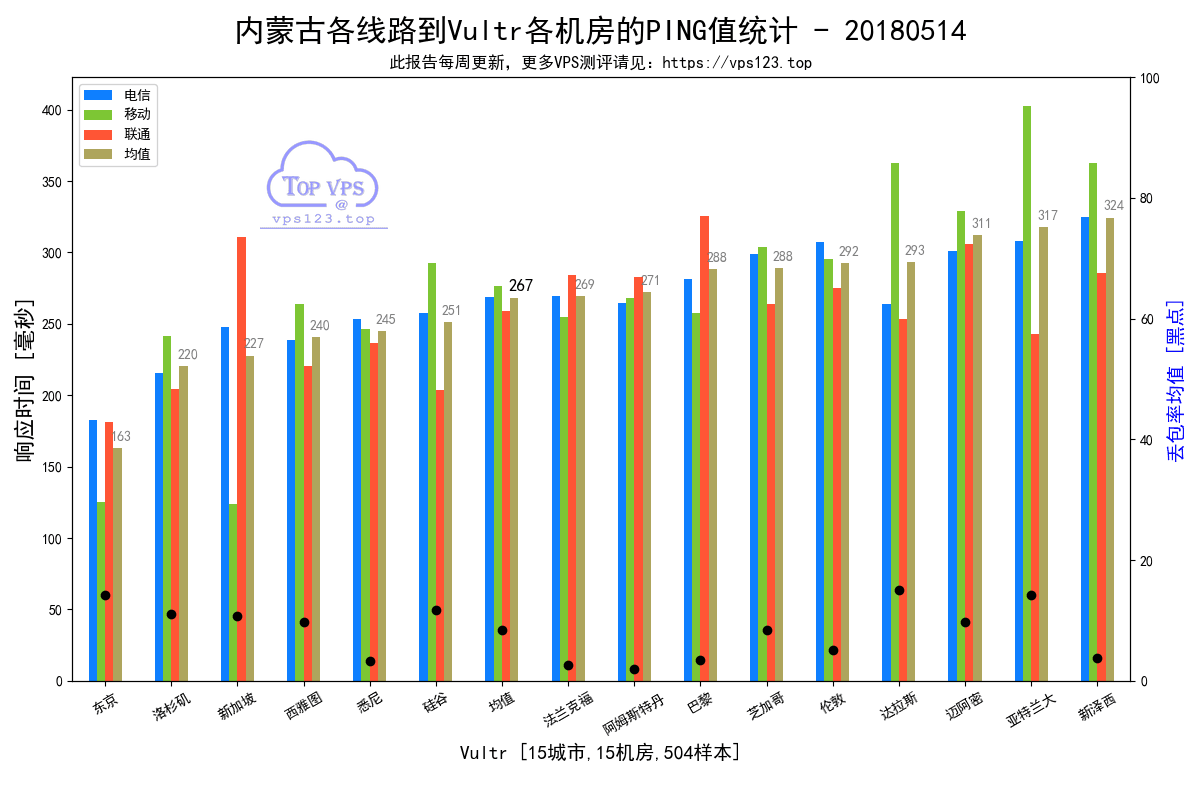 内蒙古各线路到Vultr各机房的PING值统计 - 20180514
此报告每周更新，更多VPS测评请见：https://vps123.top
电信
移动
联通
均值
TOP VPS
@
vps123.top
响应时间 [毫秒]
400
350
300
250
200
150
100
50
0
163
220
227
240
245
251
267
269
271
288
288
292
293
311
317
324
100
80
60
40
20
0
丢包率均值 [黑点]
东京
洛杉矶
新加坡
西雅图
悉尼
硅谷
均值
法兰克福
阿姆斯特丹
巴黎
芝加哥
伦敦
达拉斯
迈阿密
亚特兰大
新泽西
Vultr [15城市,15机房,504样本]